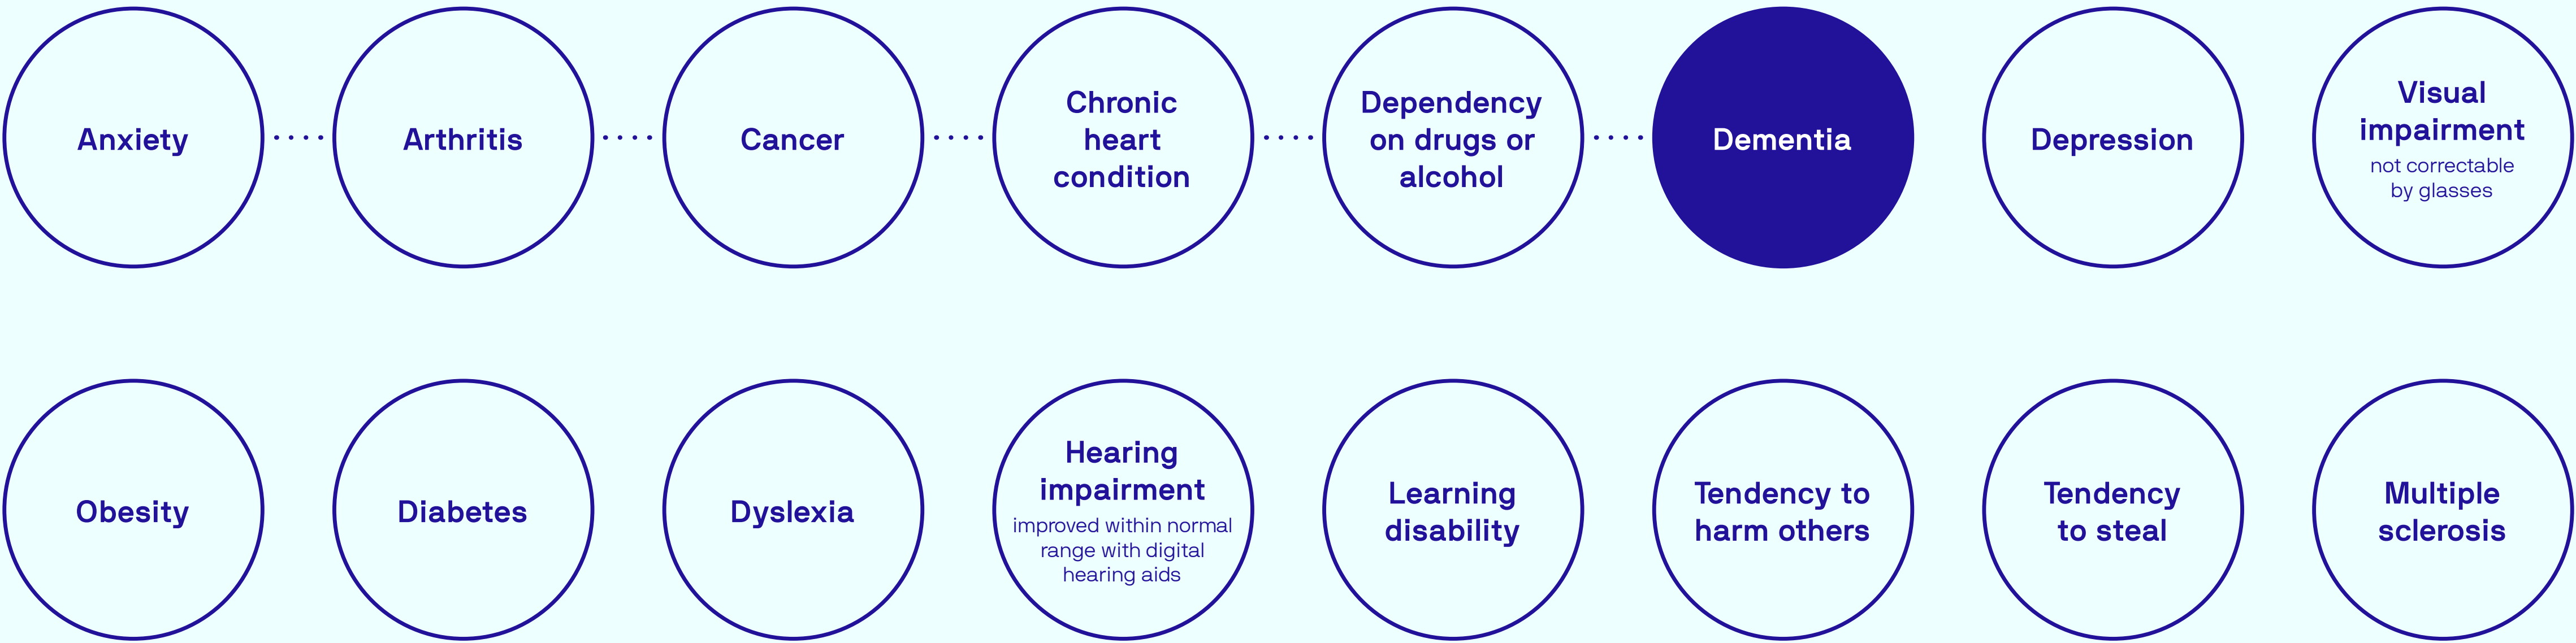 Anxiety
Arthritis
Cancer
Chronic
heart
condition
Dependency
on drugs or
alcohol
Dementia
Depression
Visual
impairment
not correctable
by glasses
Obesity
Diabetes
Dyslexia
Hearing
impairment
improved within normal
range with digital
hearing aids
Learning
disability
Tendency to
harm others
Tendency
to steal
Multiple
sclerosis